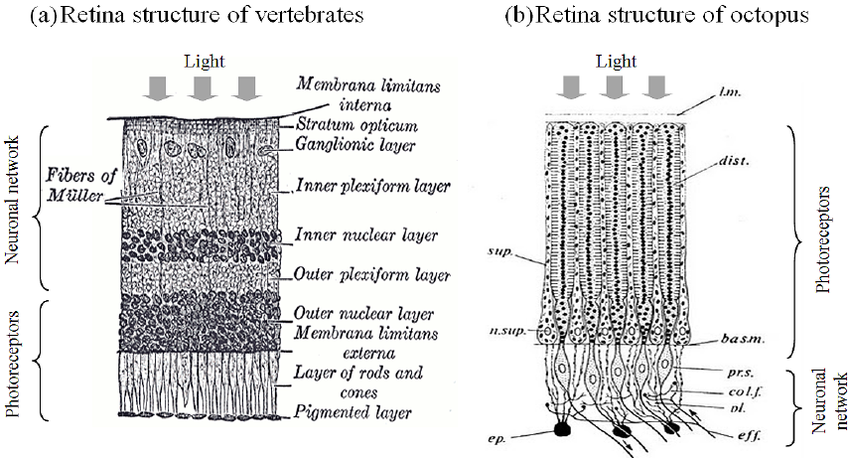 (a)Retina structure of vertebrates
Light
Membrana limitans
interna
Stratum opticum
Ganglionic layer
Fibers of
Müller
Inner plexiform layer
Inner nuclear layer
Outer plexiform layer
Outer nuclear layer
Membrana limitans
externa
Layer of rods and
cones
Pigmented layer
Neuronal network
Photoreceptors
(b)Retina structure of octopus
Light
l.m.
dist.
sup.
n.sup.
bas.m.
pr.s.
col.f.
pl.
eff.
ep.
Photoreceptors
Neuronal
network